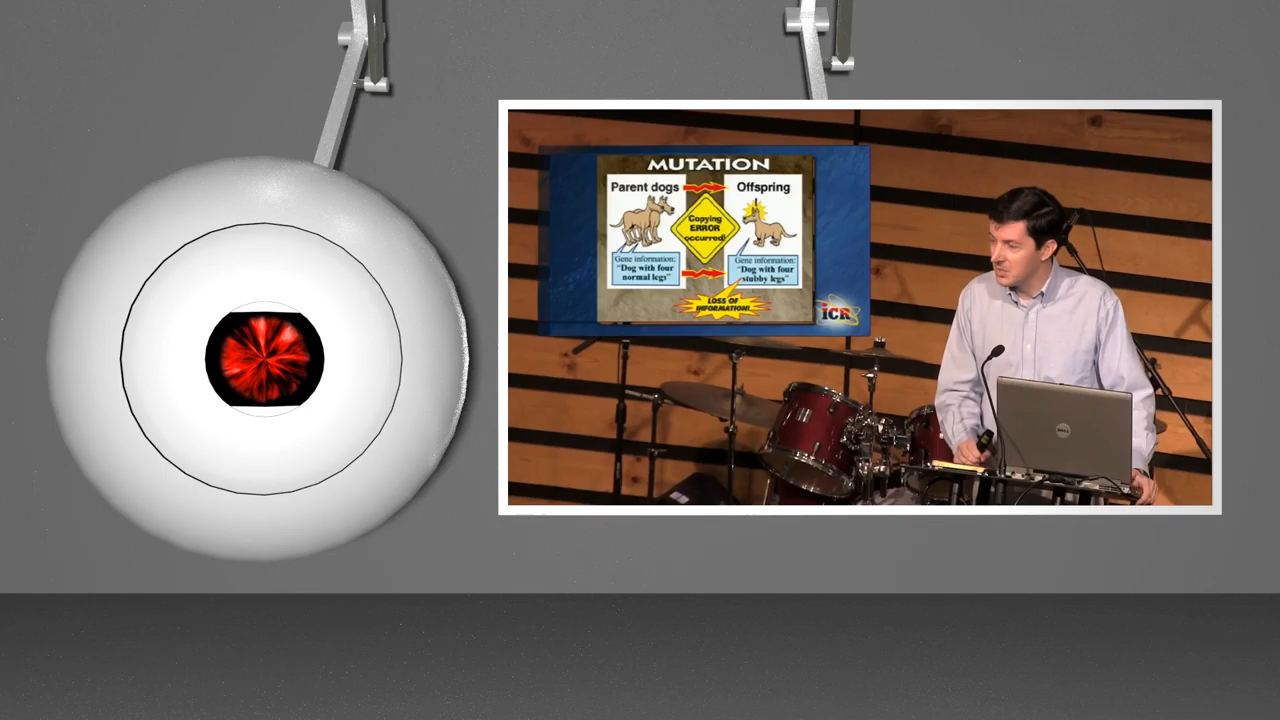 MUTATION
Parent dogs
Offspring
Copying
ERROR
occurred!
Gene information:
"Dog with four
normal legs"
Gene information:
"Dog with four
stubby legs"
LOSS OF
INFORMATION!
iCR
DELL